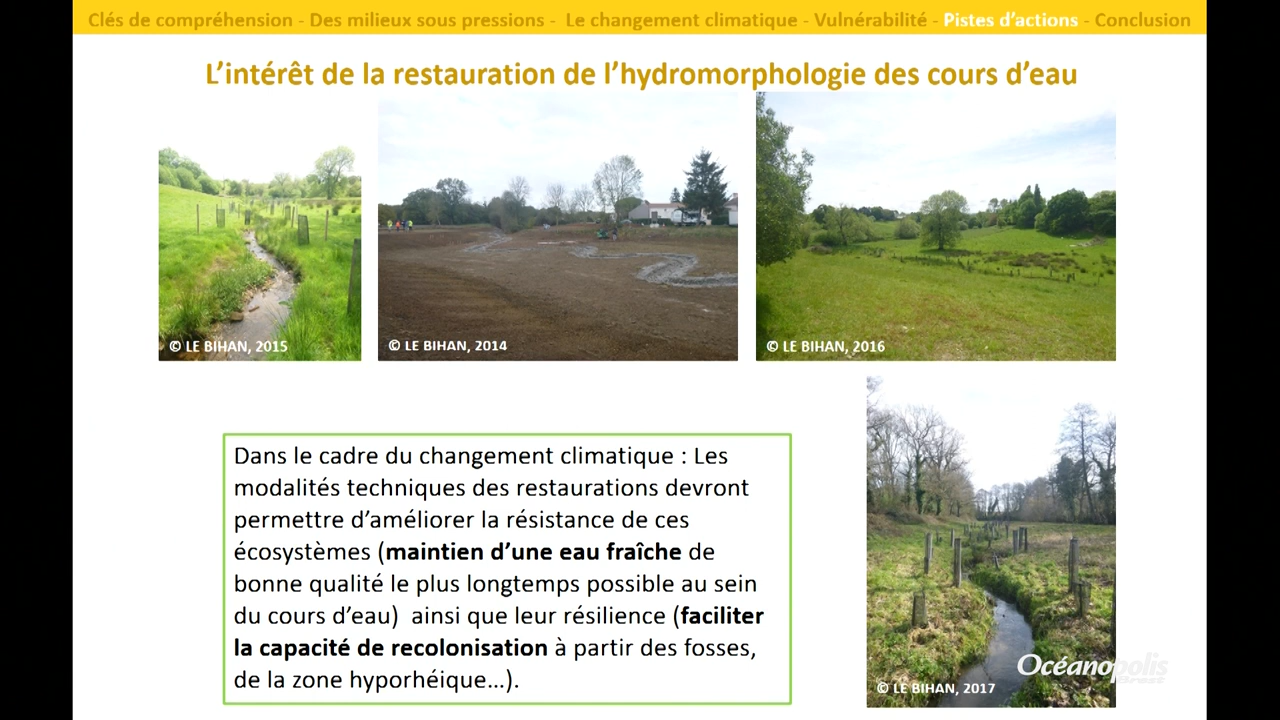 Clés de compréhension - Des milieux sous pressions - Le changement climatique - Vulnérabilité - Pistes d'actions - Conclusion
L'intérêt de la restauration de l'hydromorphologie des cours d'eau
© LE BIHAN, 2015
© LE BIHAN, 2014
© LE BIHAN, 2016
Dans le cadre du changement climatique : Les
modalités techniques des restaurations devront
permettre d'améliorer la résistance de ces
écosystèmes (maintien d'une eau fraîche de
bonne qualité le plus longtemps possible au sein
du cours d'eau) ainsi que leur résilience (faciliter
la capacité de recolonisation à partir des fosses,
de la zone hyporhéique...).
© LE BIHAN, 2017
Océanopolis
Brest